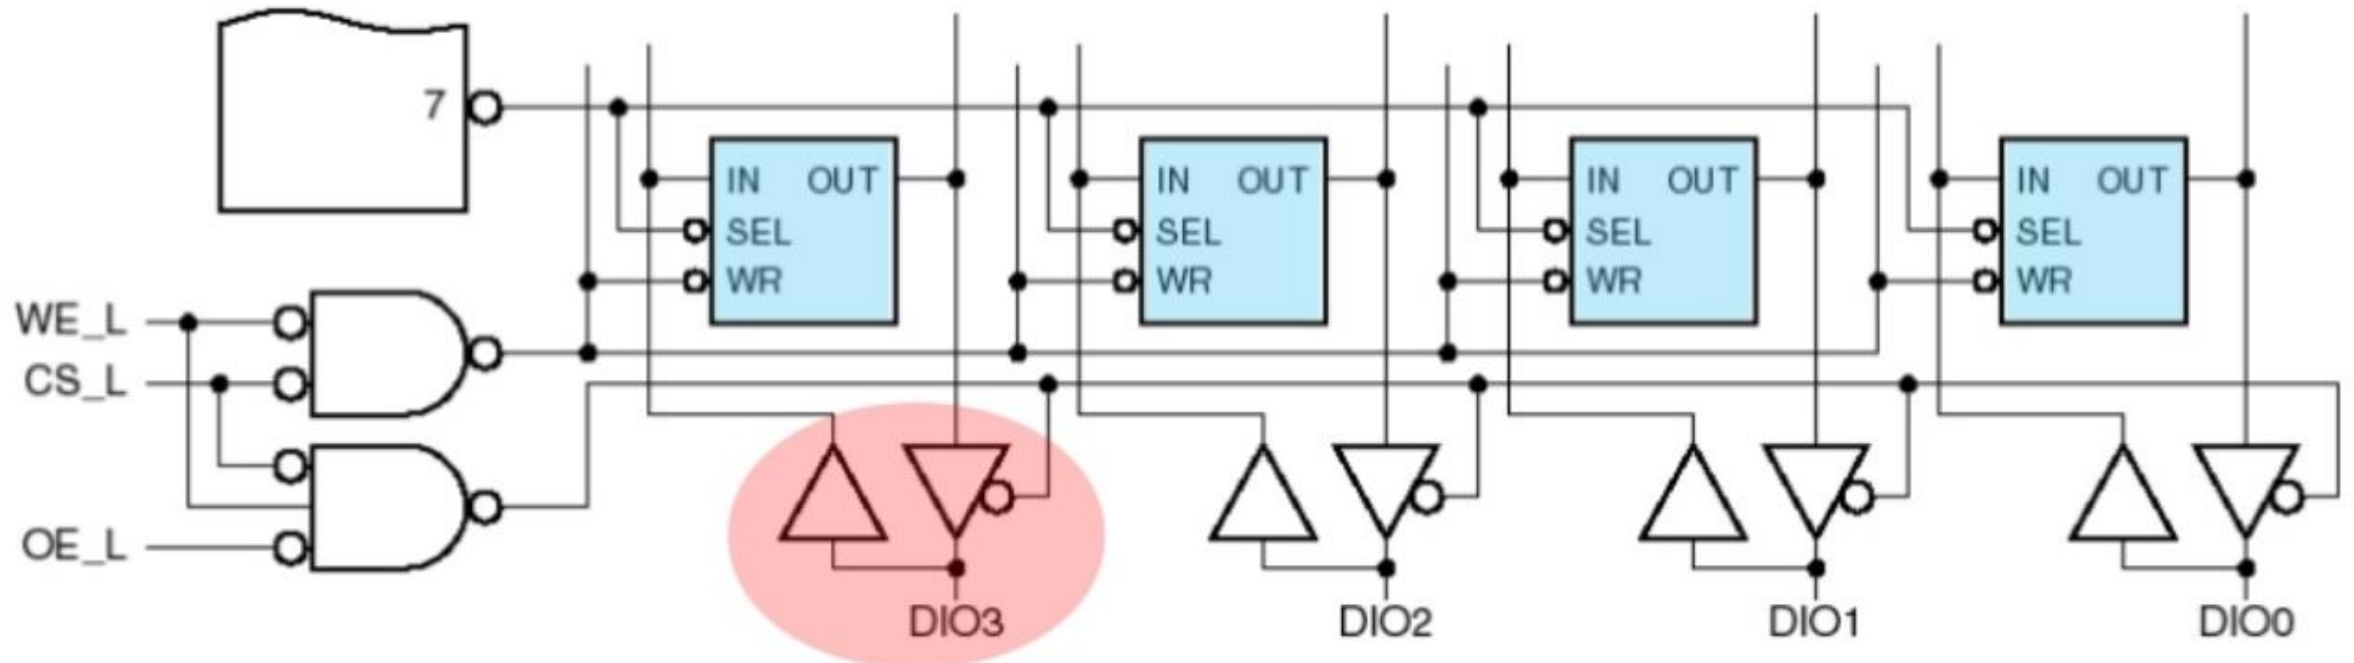 7
IN OUT IN OUT IN OUT IN OUT
SEL SEL SEL SEL
WR WR WR WR
WE_L
CS_L
OE_L
DIO3 DIO2 DIO1 DIO0